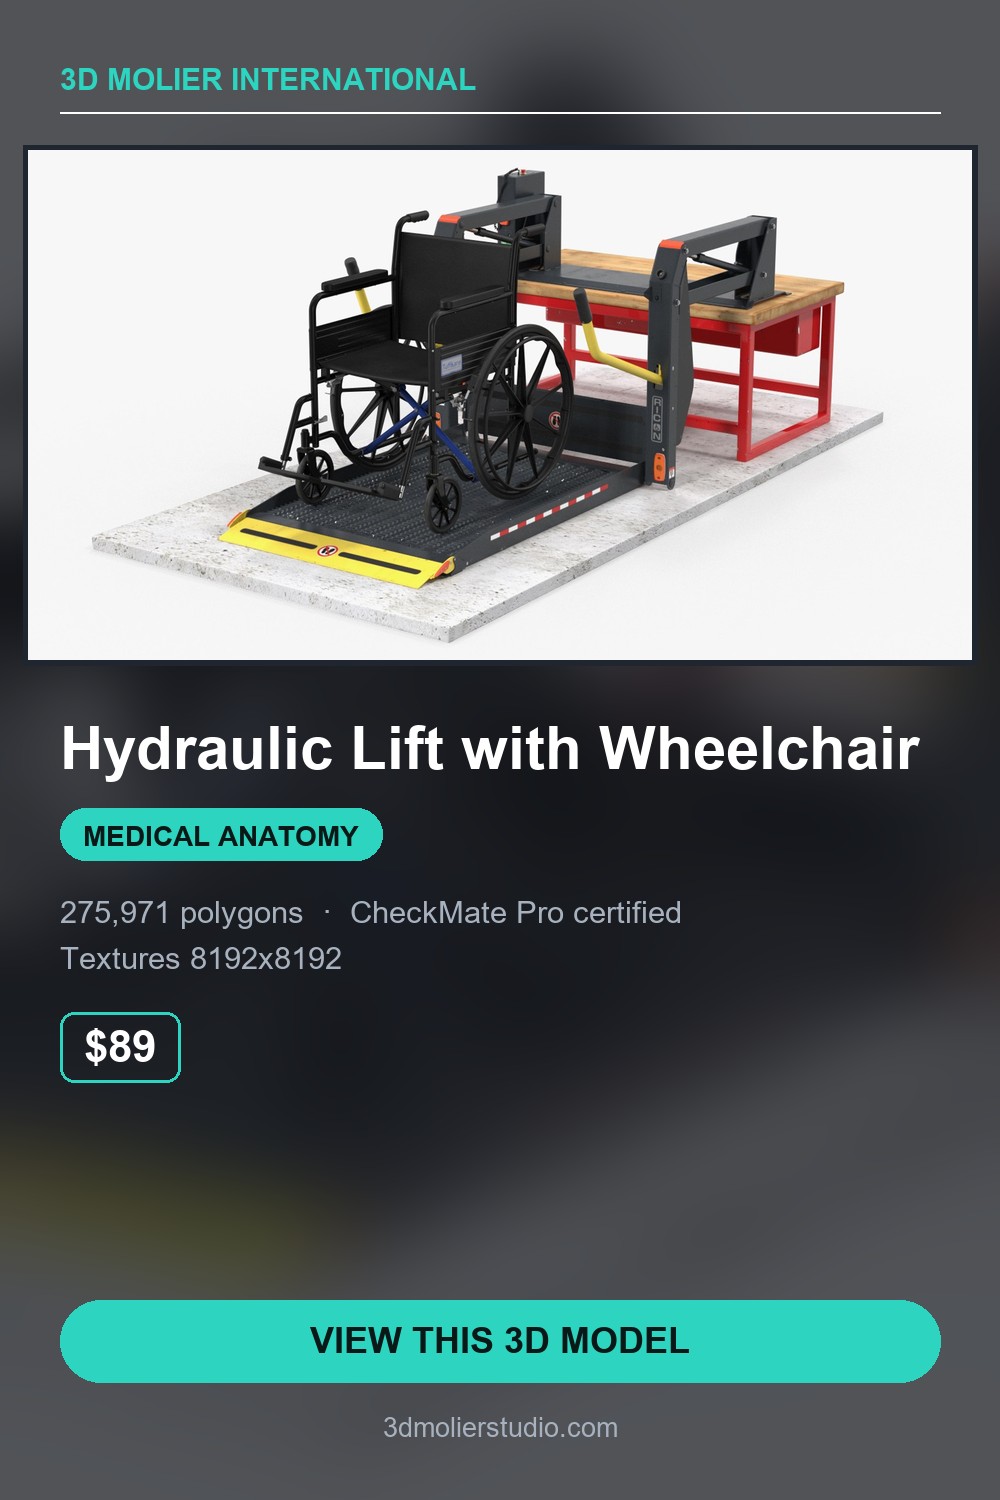 3D MOLIER INTERNATIONAL
RICON
Hydraulic Lift with Wheelchair
MEDICAL ANATOMY
275,971 polygons · CheckMate Pro certified
Textures 8192x8192
$89
VIEW THIS 3D MODEL
3dmolierstudio.com